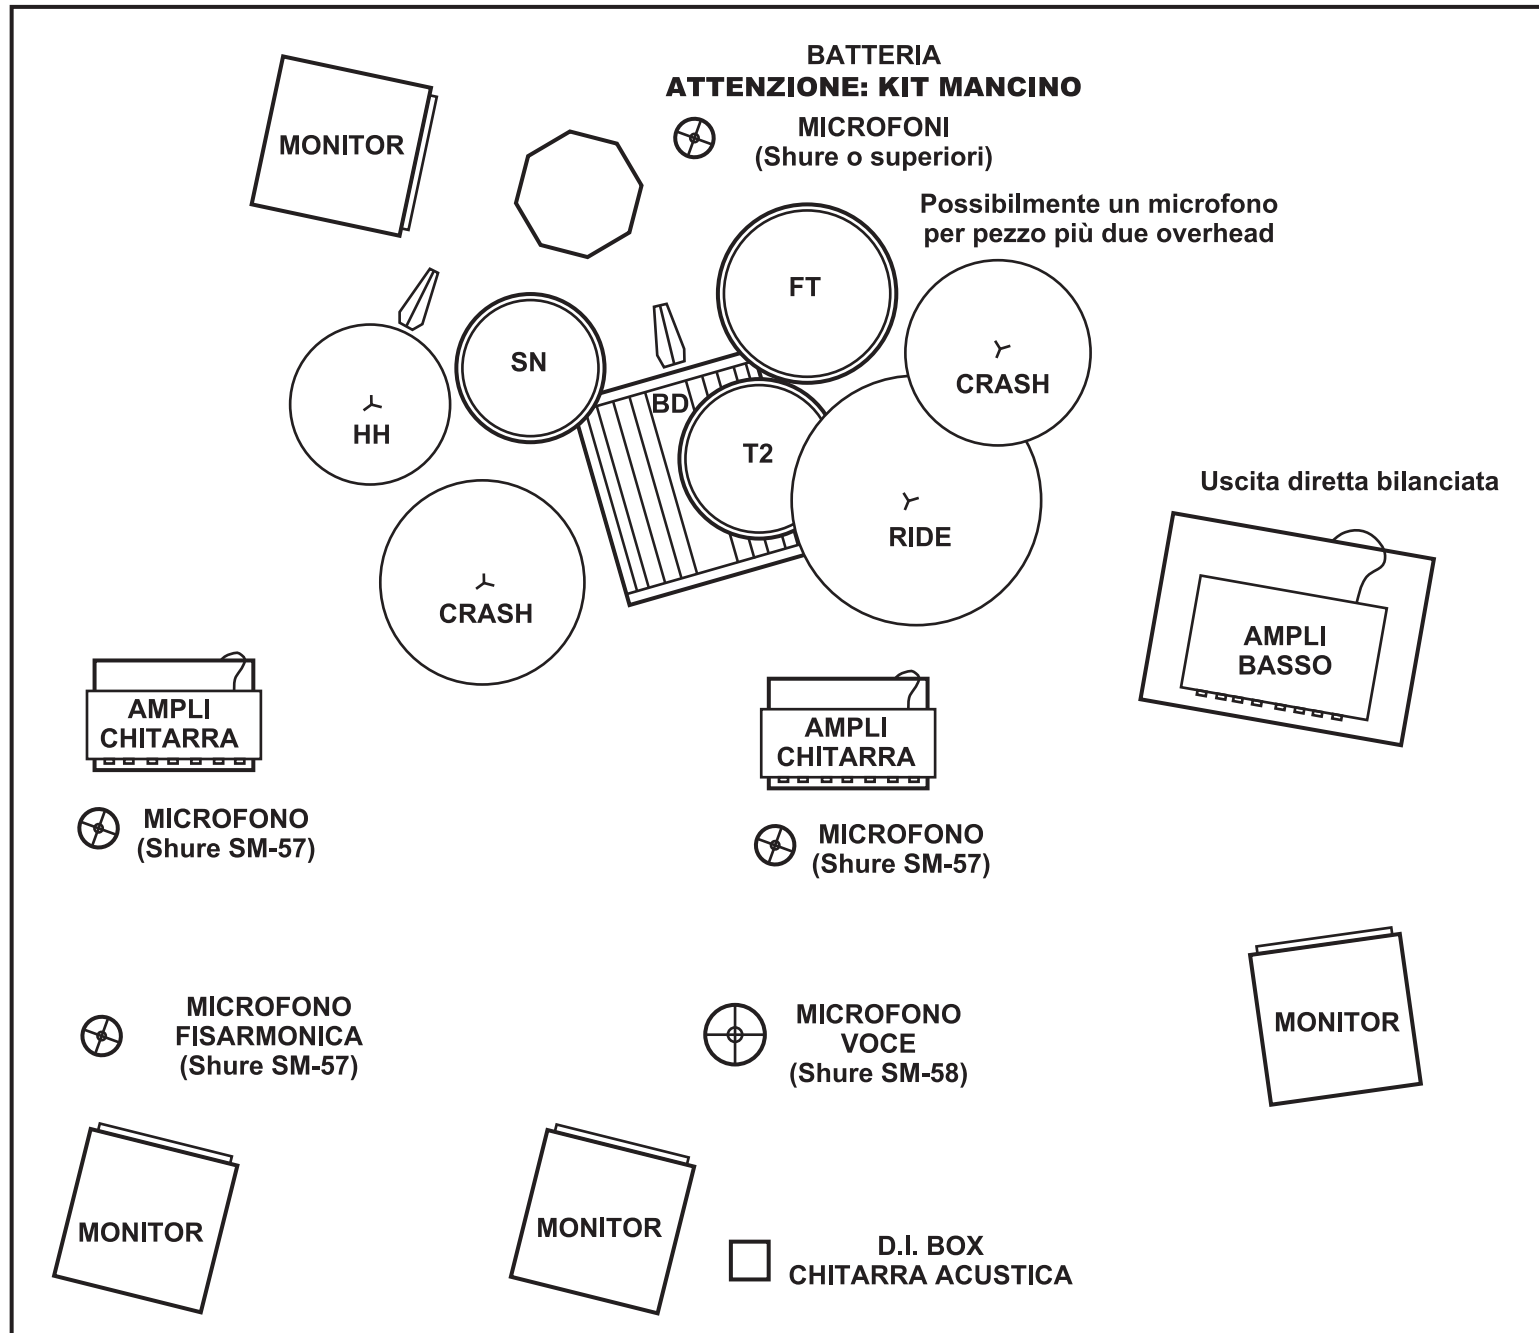 BATTERIA
ATTENZIONE: KIT MANCINO
MICROFONI
(Shure o superiori)
MONITOR
Possibilmente un microfono
per pezzo più due overhead
FT
SN
CRASH
BD
HH
T2
RIDE
CRASH
Uscita diretta bilanciata
AMPLI
BASSO
AMPLI
CHITARRA
AMPLI
CHITARRA
MICROFONO
(Shure SM-57)
MICROFONO
(Shure SM-57)
MICROFONO
FISARMONICA
(Shure SM-57)
MICROFONO
VOCE
(Shure SM-58)
MONITOR
MONITOR
MONITOR
D.I. BOX
CHITARRA ACUSTICA